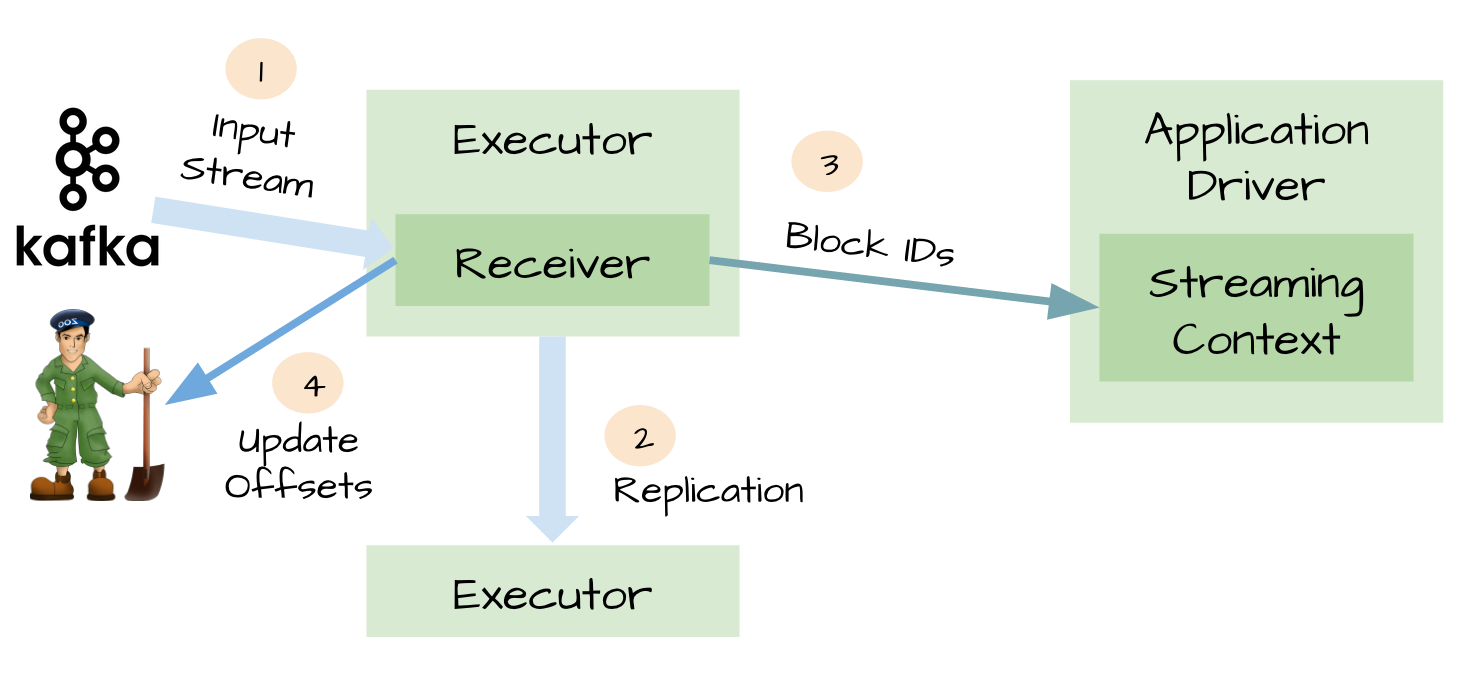 1
Input
Stream
kafka
Executor
Receiver
3
Block IDs
Application
Driver
Streaming
Context
zoo
4
Update
Offsets
2
Replication
Executor